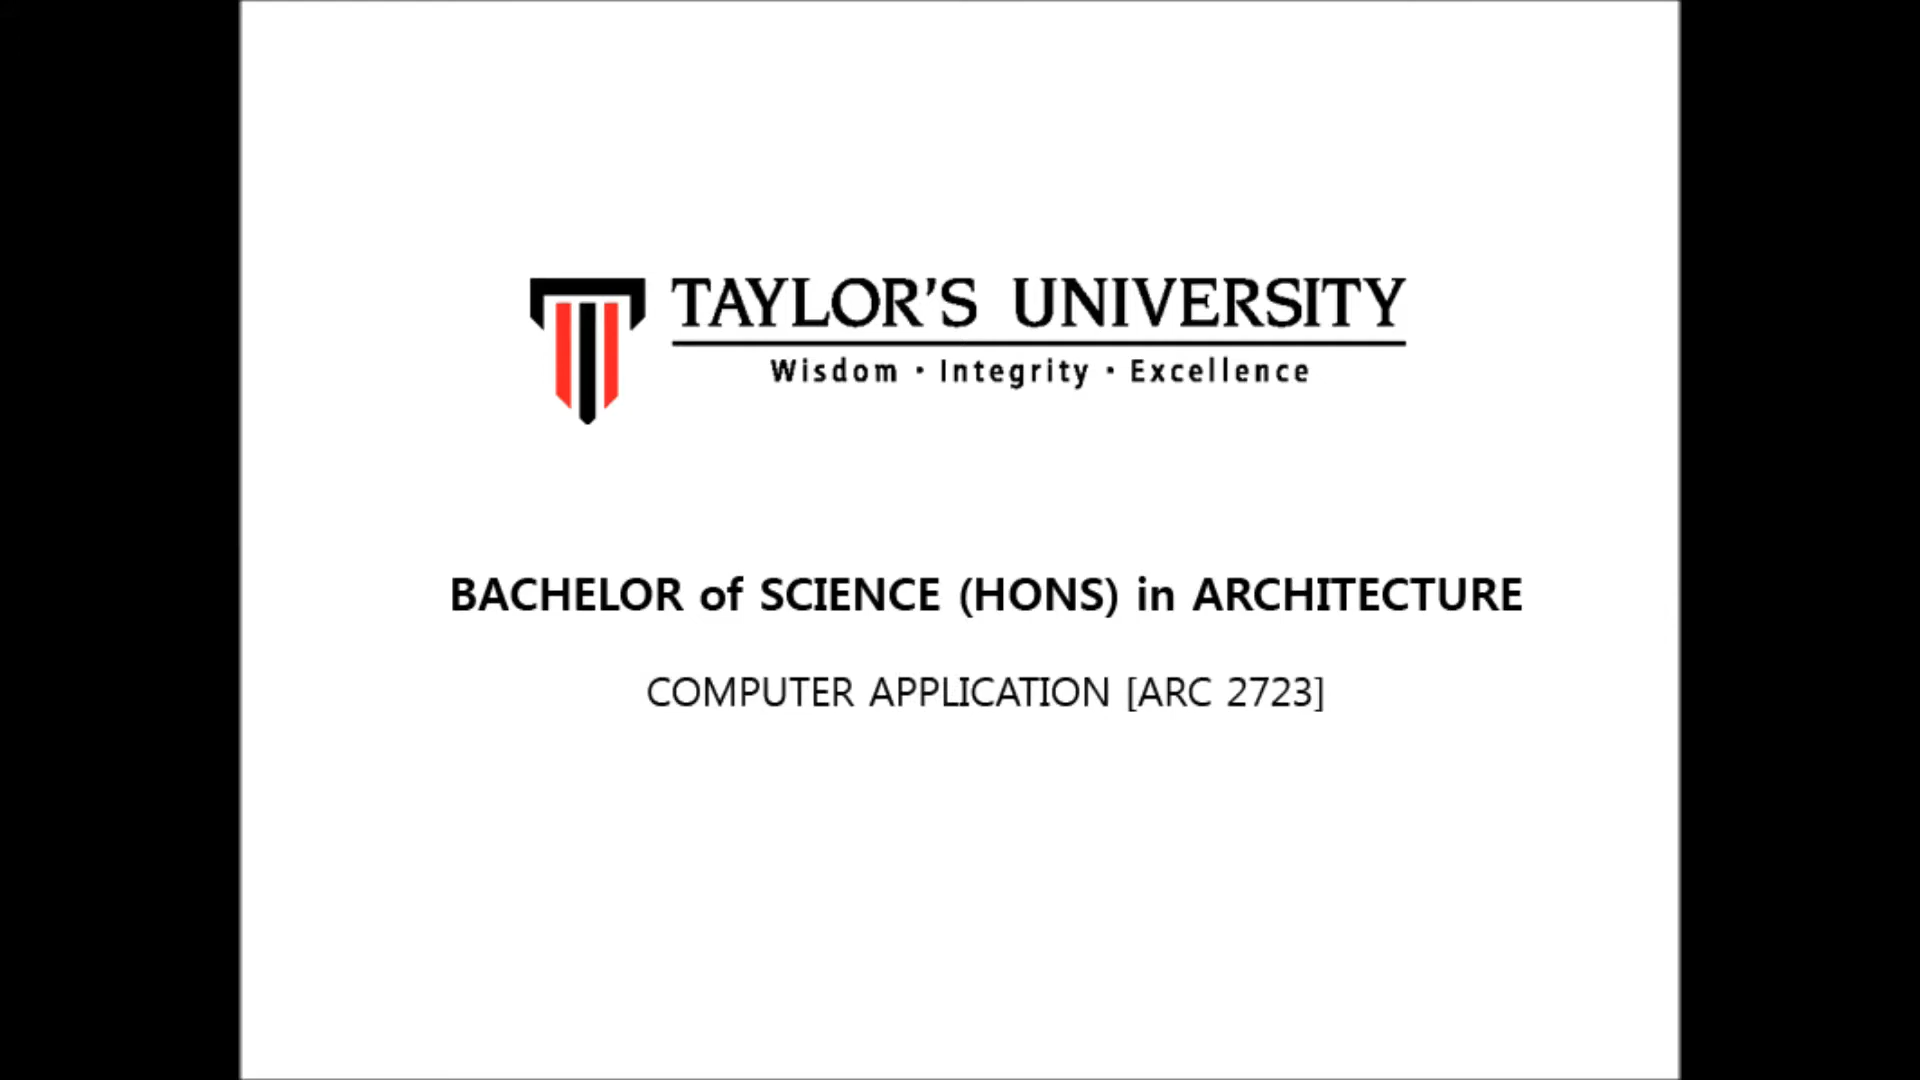 TAYLOR'S UNIVERSITY
Wisdom · Integrity · Excellence
BACHELOR of SCIENCE (HONS) in ARCHITECTURE
COMPUTER APPLICATION [ARC 2723]